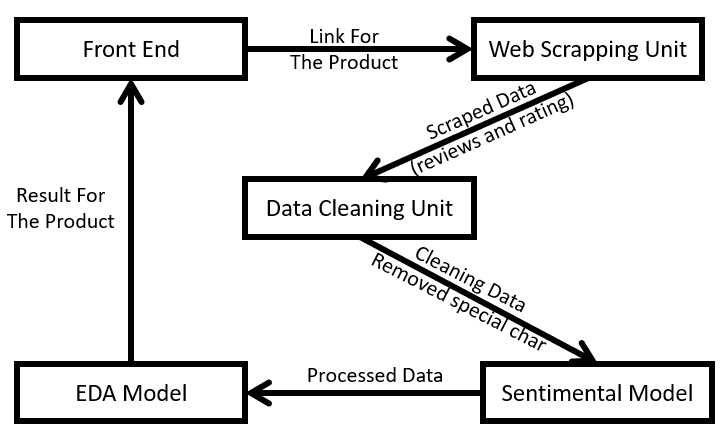 Front End
Link For
The Product
Web Scrapping Unit
Scraped Data
(reviews and rating)
Data Cleaning Unit
Result For
The Product
Cleaning Data
Removed special char
EDA Model
Processed Data
Sentimental Model